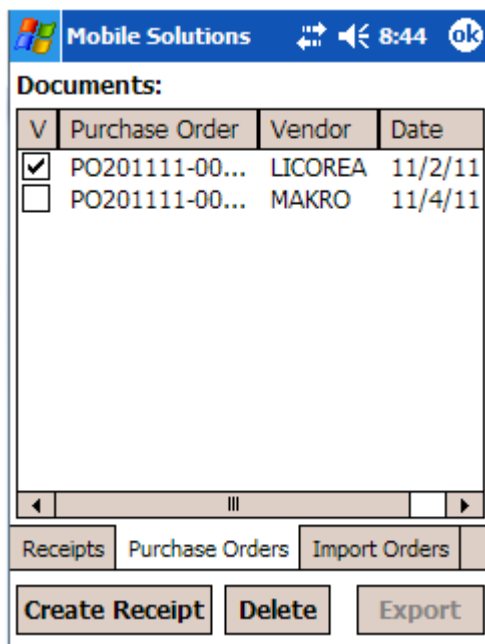 Mobile Solutions 8:44 ok
Documents:
V Purchase Order Vendor Date
PO201111-00... LICOREA 11/2/11
PO201111-00... MAKRO 11/4/11
Receipts Purchase Orders Import Orders
Create Receipt Delete Export